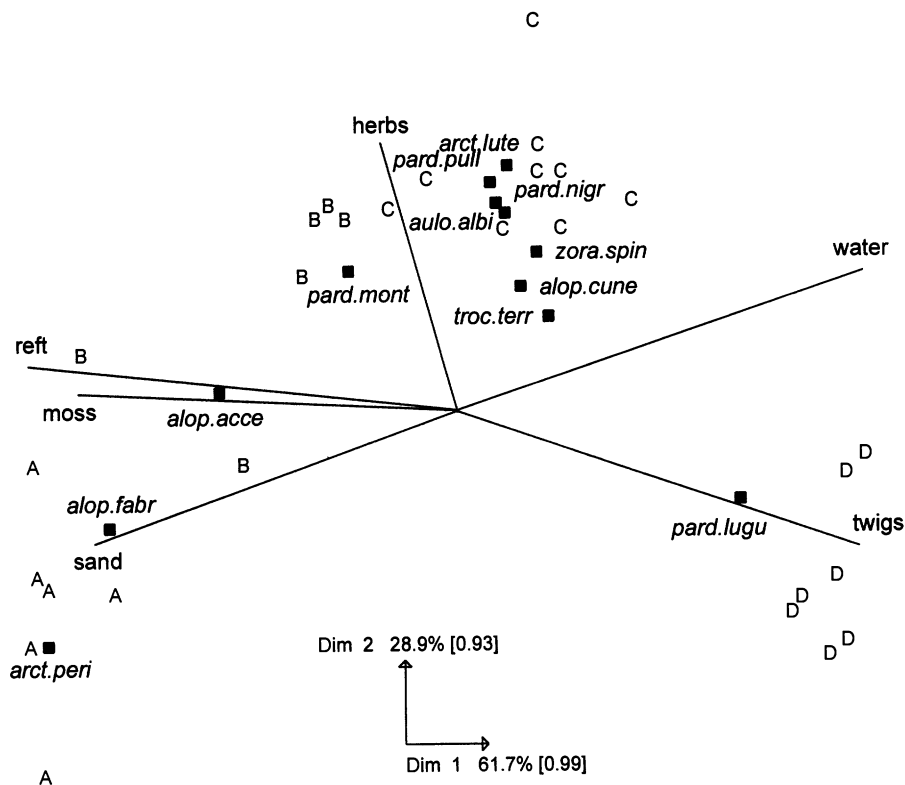 C
herbs
arct.lute
C
pard.pull
C
C C
pard.nigr
C
C
B
B B
aulo.albi
C
C
zora.spin
water
B
pard.mont
alop.cune
troc.terr
reft
B
moss
alop.acce
A
B
D
D
alop.fabr
pard.lugu
twigs
sand
A
A
A
D
D
D
D
D
A
arct.peri
Dim 2 28.9% [0.93]
Dim 1 61.7% [0.99]
A